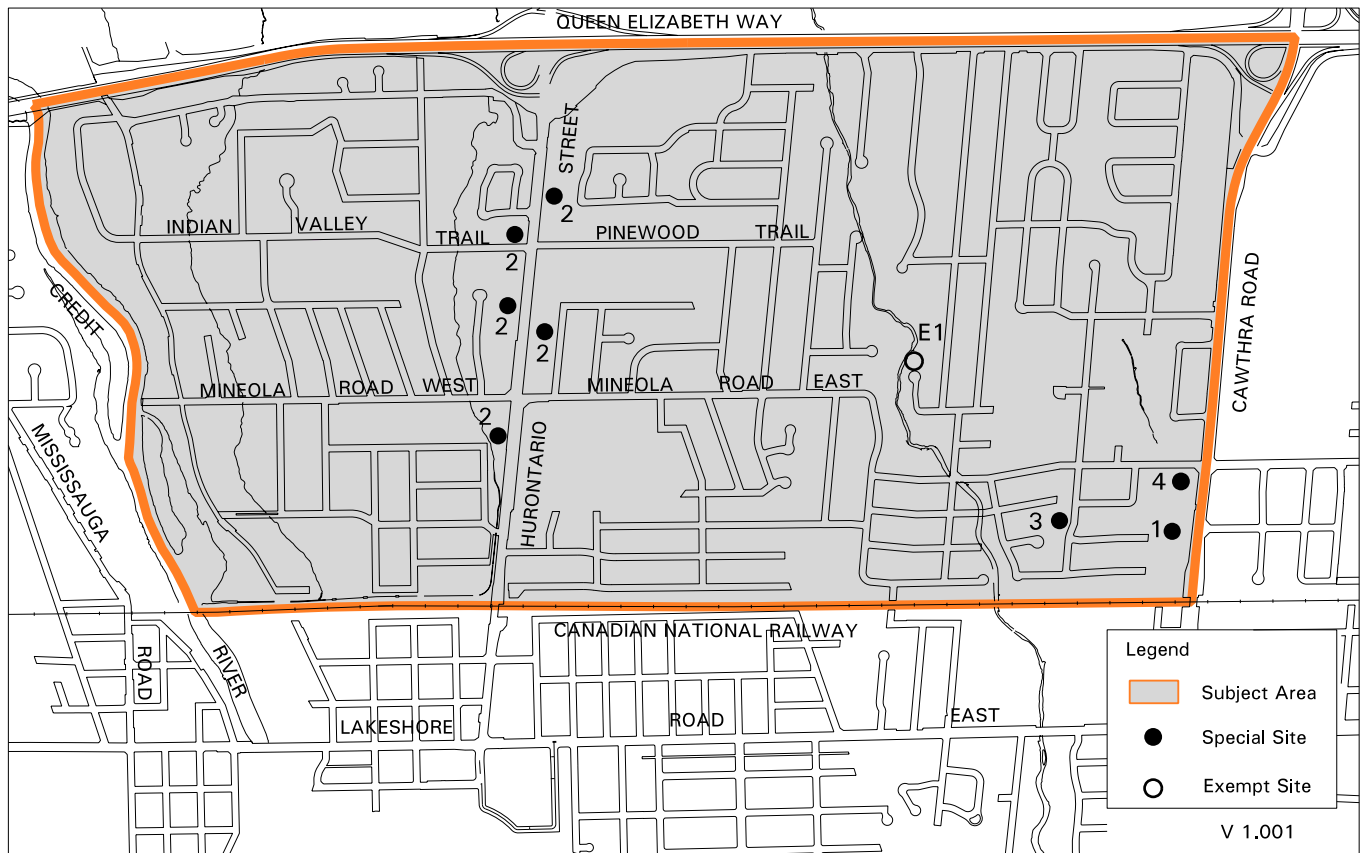 QUEEN ELIZABETH WAY
STREET
2
INDIAN VALLEY TRAIL
PINEWOOD TRAIL
2
CREDIT
2
2
E1
CAWTHRA ROAD
MINEOLA ROAD WEST
MINEOLA ROAD EAST
2
MISSISSAUGA
HURONTARIO
4
3
1
CANADIAN NATIONAL RAILWAY
ROAD
RIVER
LAKESHORE ROAD EAST
Legend
Subject Area
Special Site
Exempt Site
V 1.001